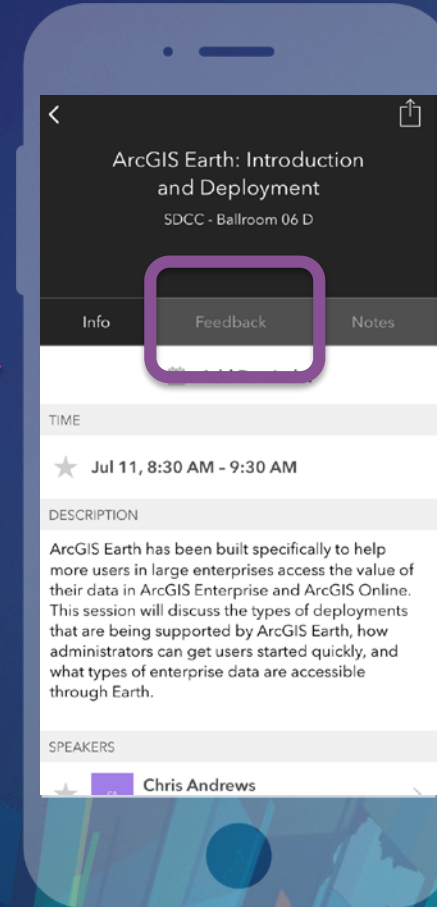 ArcGIS Earth: Introduction
and Deployment
SDCC - Ballroom 06 D
Info Feedback Notes
TIME
Jul 11, 8:30 AM – 9:30 AM
DESCRIPTION
ArcGIS Earth has been built specifically to help
more users in large enterprises access the value of
their data in ArcGIS Enterprise and ArcGIS Online.
This session will discuss the types of deployments
that are being supported by ArcGIS Earth, how
administrators can get users started quickly, and
what types of enterprise data are accessible
through Earth.
SPEAKERS
Chris Andrews